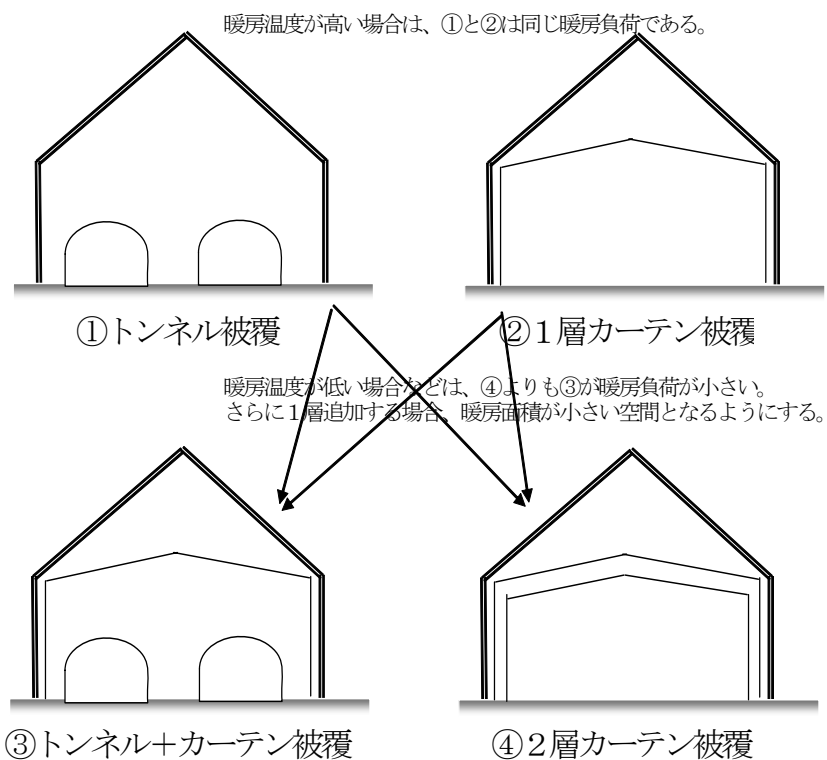 暖房温度が高い場合は、①と②は同じ暖房負荷である。
①トンネル被覆
②１層カーテン被覆
暖房温度が低い場合などは、④よりも③が暖房負荷が小さい。
さらに１層追加する場合、暖房面積が小さい空間となるようにする。
③トンネル＋カーテン被覆
④２層カーテン被覆